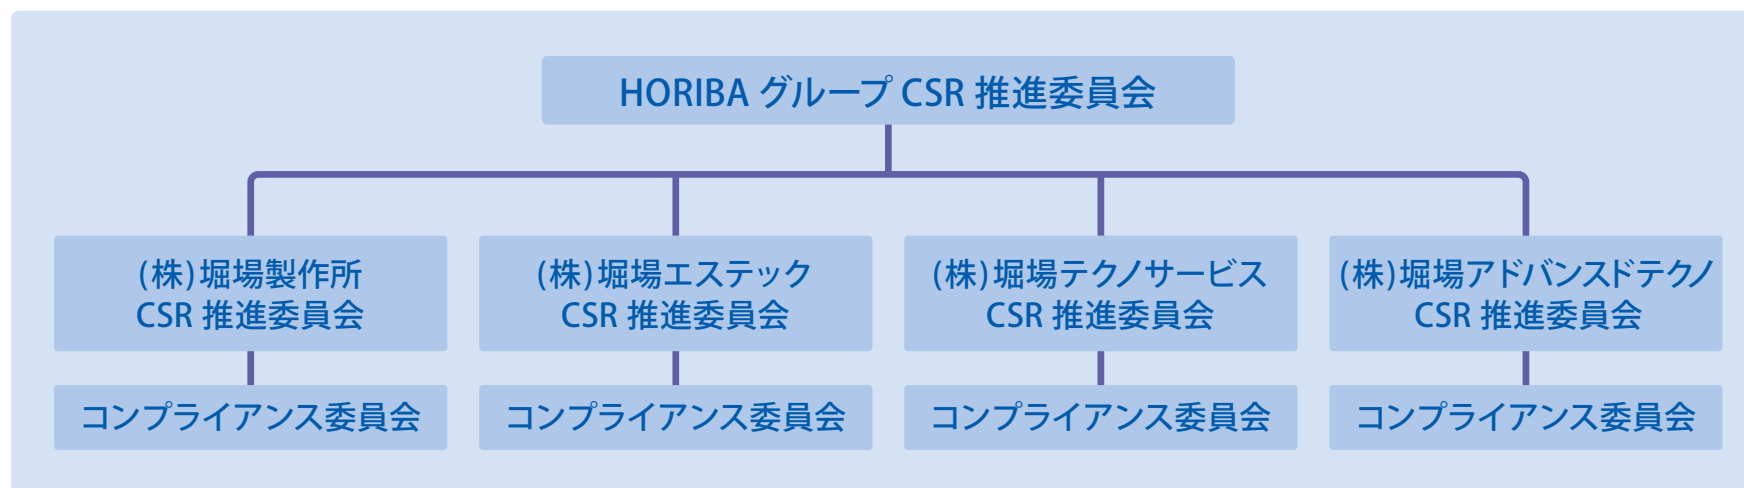 HORIBA グループ CSR 推進委員会
(株)堀場製作所
CSR 推進委員会
(株)堀場エステック
CSR 推進委員会
(株)堀場テクノサービス
CSR 推進委員会
(株)堀場アドバンスドテクノ
CSR 推進委員会
コンプライアンス委員会
コンプライアンス委員会
コンプライアンス委員会
コンプライアンス委員会